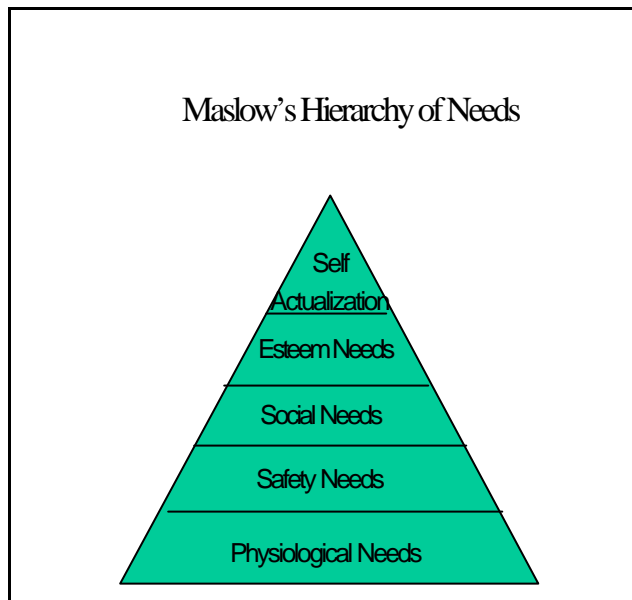 Maslow's Hierarchy of Needs
Self
Actualization
Esteem Needs
Social Needs
Safety Needs
Physiological Needs